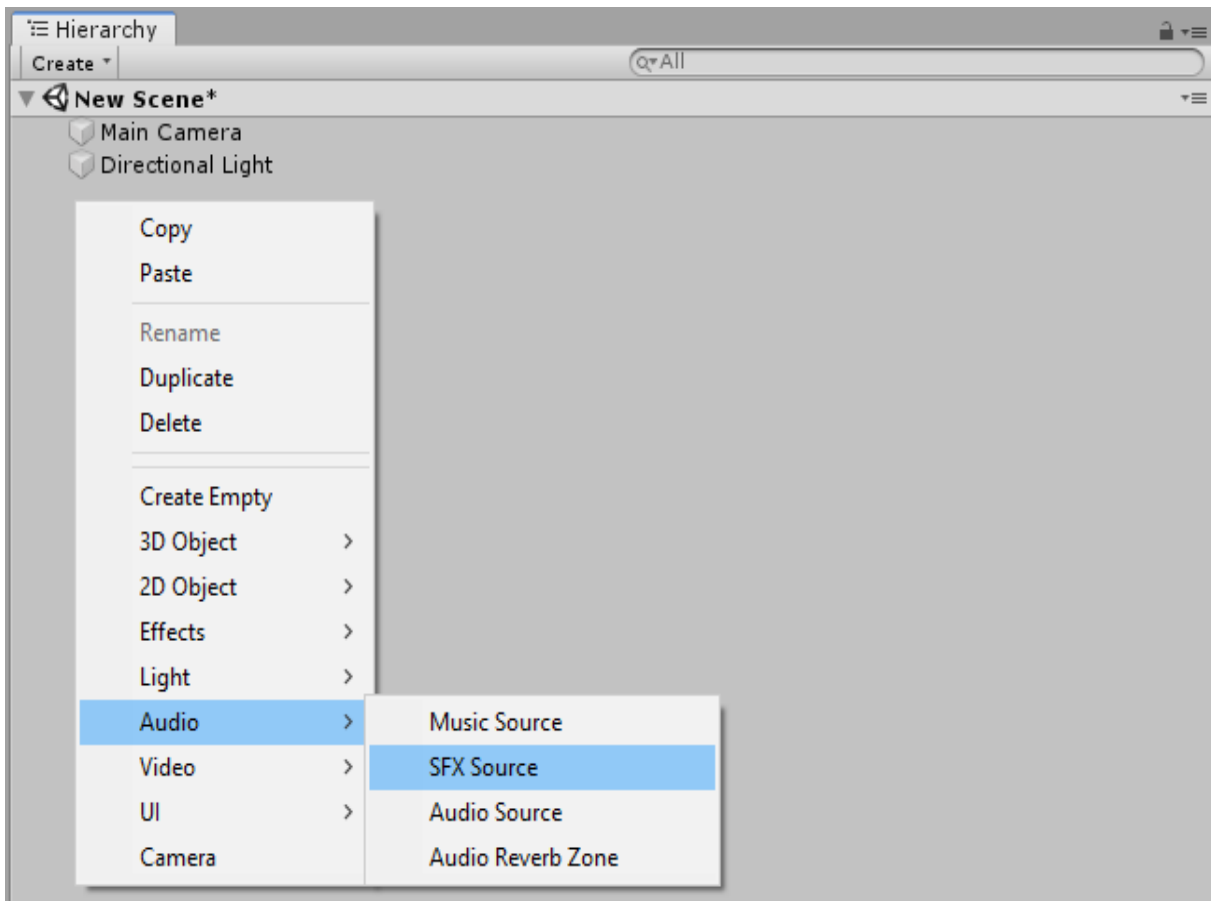 Hierarchy
Create
All
New Scene*
Main Camera
Directional Light
Copy
Paste
Rename
Duplicate
Delete
Create Empty
3D Object
2D Object
Effects
Light
Audio
Video
UI
Camera
Music Source
SFX Source
Audio Source
Audio Reverb Zone